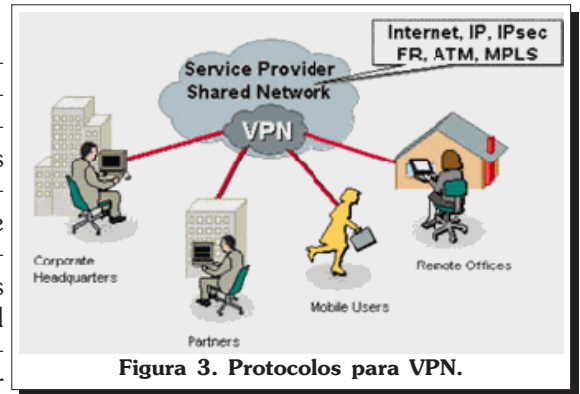 Internet, IP, IPsec
FR, ATM, MPLS
Service Provider
Shared Network
VPN
Corporate
Headquarters
Partners
Mobile Users
Remote Offices
Figura 3. Protocolos para VPN.